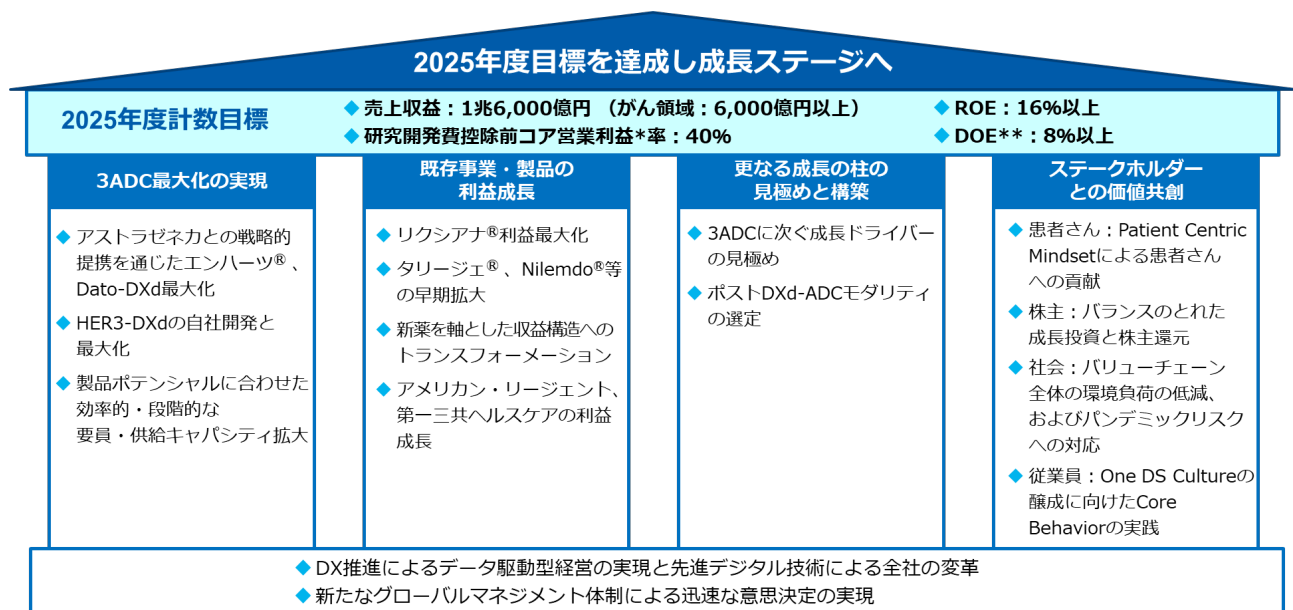 2025年度目標を達成し成長ステージへ
2025年度計数目標
◆ 売上収益：1兆6,000億円 （がん領域：6,000億円以上）
◆ 研究開発費控除前コア営業利益*率：40%
◆ ROE：16%以上
◆ DOE**：8%以上
3ADC最大化の実現
◆ アストラゼネカとの戦略的
提携を通じたエンハーツ®、
Dato-DXd最大化
◆ HER3-DXdの自社開発と
最大化
◆ 製品ポテンシャルに合わせた
効率的・段階的な
要員・供給キャパシティ拡大
既存事業・製品の
利益成長
◆ リクシアナ®利益最大化
◆ タリージェ®、Nilemdo®等
の早期拡大
◆ 新薬を軸とした収益構造への
トランスフォーメーション
◆ アメリカン・リージェント、
第一三共ヘルスケアの利益
成長
更なる成長の柱の
見極めと構築
◆ 3ADCに次ぐ成長ドライバー
の見極め
◆ ポストDXd-ADCモダリティ
の選定
ステークホルダー
との価値共創
◆ 患者さん：Patient Centric
Mindsetによる患者さん
への貢献
◆ 株主：バランスのとれた
成長投資と株主還元
◆ 社会：バリューチェーン
全体の環境負荷の低減、
およびパンデミックリスク
への対応
◆ 従業員：One DS Cultureの
醸成に向けたCore
Behaviorの実践
◆ DX推進によるデータ駆動型経営の実現と先進デジタル技術による全社の変革
◆ 新たなグローバルマネジメント体制による迅速な意思決定の実現